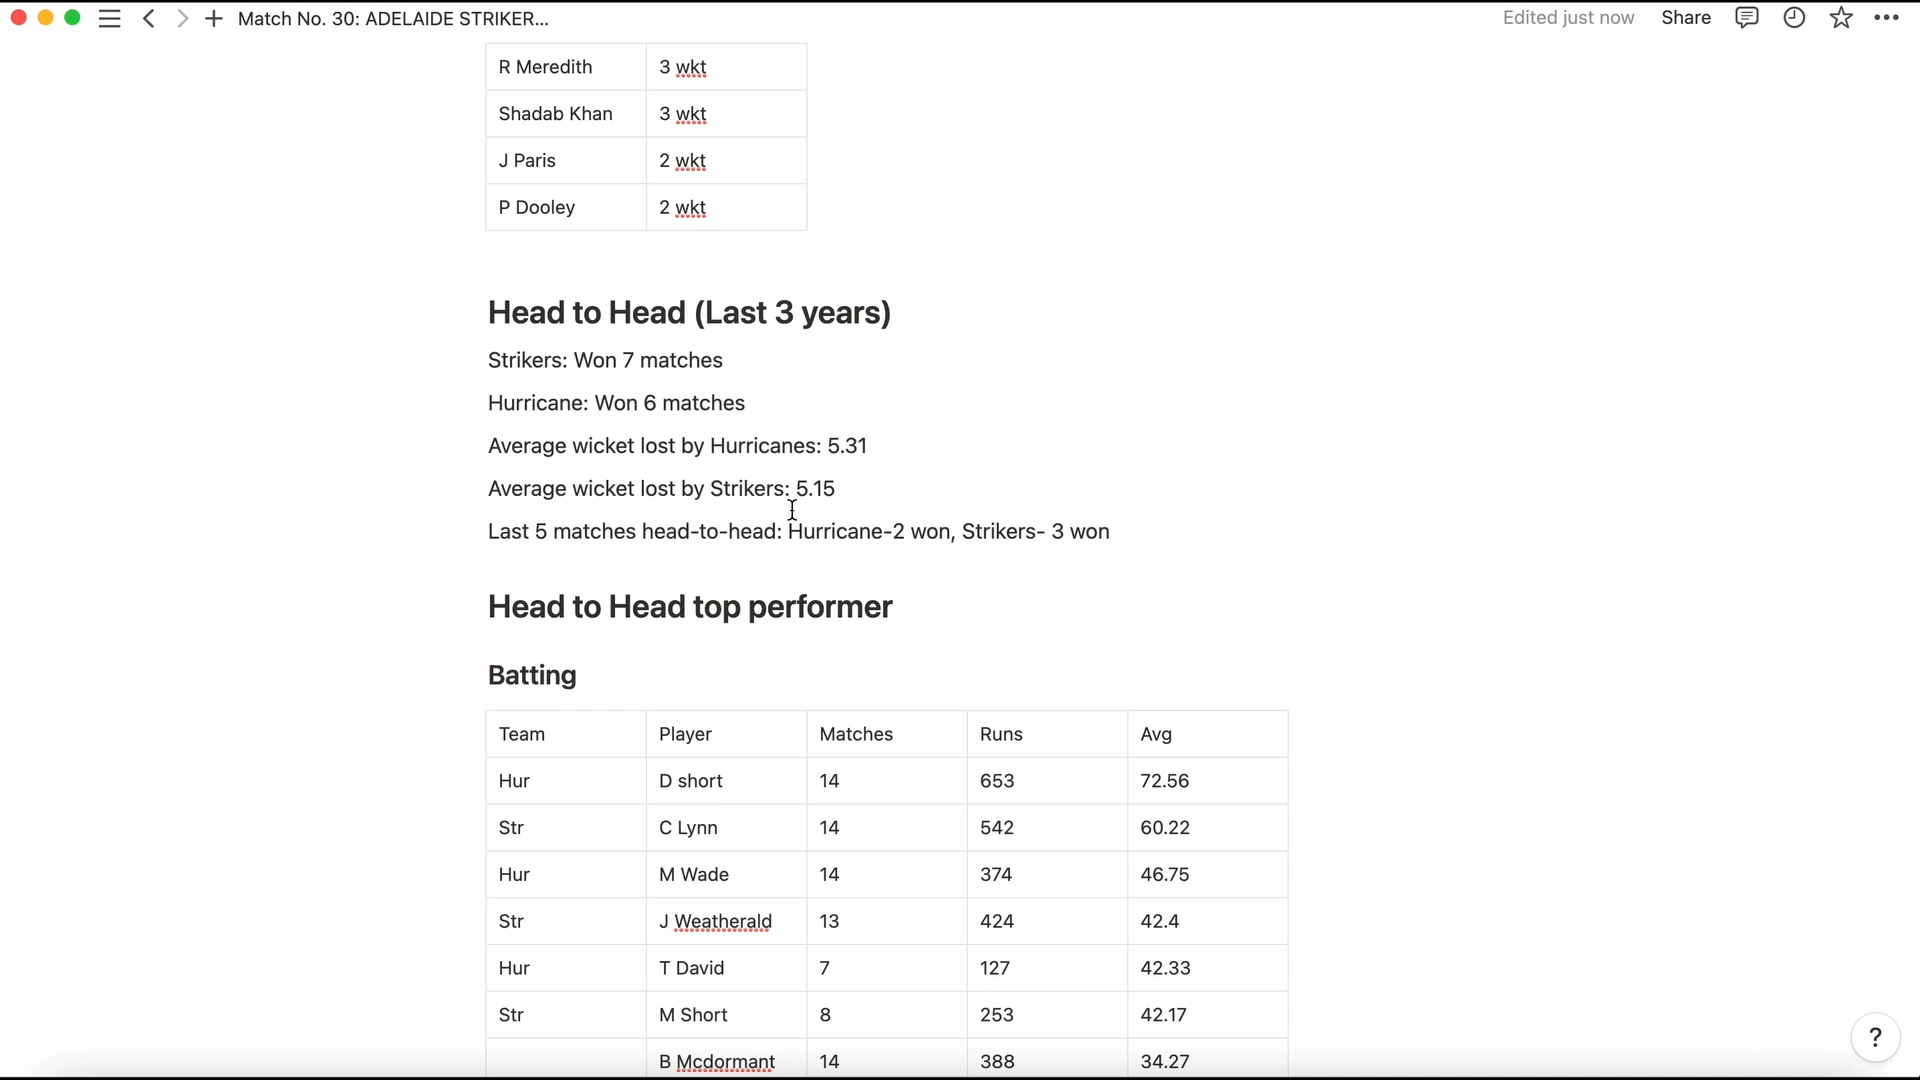 Match No. 30: ADELAIDE STRIKER...
Edited just now Share
R Meredith 3 wkt
Shadab Khan 3 wkt
J Paris 2 wkt
P Dooley 2 wkt
Head to Head (Last 3 years)
Strikers: Won 7 matches
Hurricane: Won 6 matches
Average wicket lost by Hurricanes: 5.31
Average wicket lost by Strikers: 5.15
Last 5 matches head-to-head: Hurricane-2 won, Strikers- 3 won
Head to Head top performer
Batting
Team Player Matches Runs Avg
Hur D short 14 653 72.56
Str C Lynn 14 542 60.22
Hur M Wade 14 374 46.75
Str J Weatherald 13 424 42.4
Hur T David 7 127 42.33
Str M Short 8 253 42.17
B Mcdormant 14 388 34.27
?